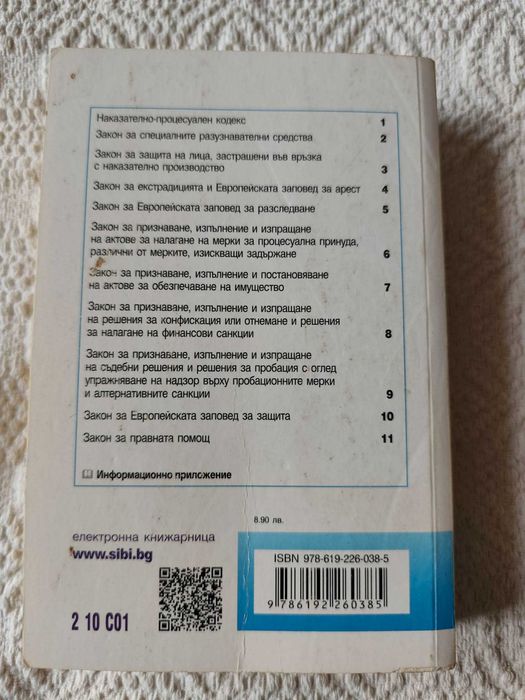 Наказателно-процесуален кодекс 1
Закон за специалните разузнавателни средства 2
Закон за защита на лица, застрашени във връзка
с наказателно производство 3
Закон за екстрадицията и Европейската заповед за арест 4
Закон за Европейската заповед за разследване 5
Закон за признаване, изпълнение и изпращане
на актове за налагане на мерки за процесуална принуда,
различни от мерките, изискващи задържане 6
Закон за признаване, изпълнение и постановяване
на актове за обезпечаване на имущество 7
Закон за признаване, изпълнение и изпращане
на решения за конфискация или отнемане и решения
за налагане на финансови санкции 8
Закон за признаване, изпълнение и изпращане
на съдебни решения и решения за пробация с оглед
упражняване на надзор върху пробационните мерки
и алтернативните санкции 9
Закон за Европейската заповед за защита 10
Закон за правната помощ 11
Информационно приложение
8.90 лв.
електронна книжарница
www.sibi.bg
2 10 C01
ISBN 978-619-226-038-5
9 786192 260385